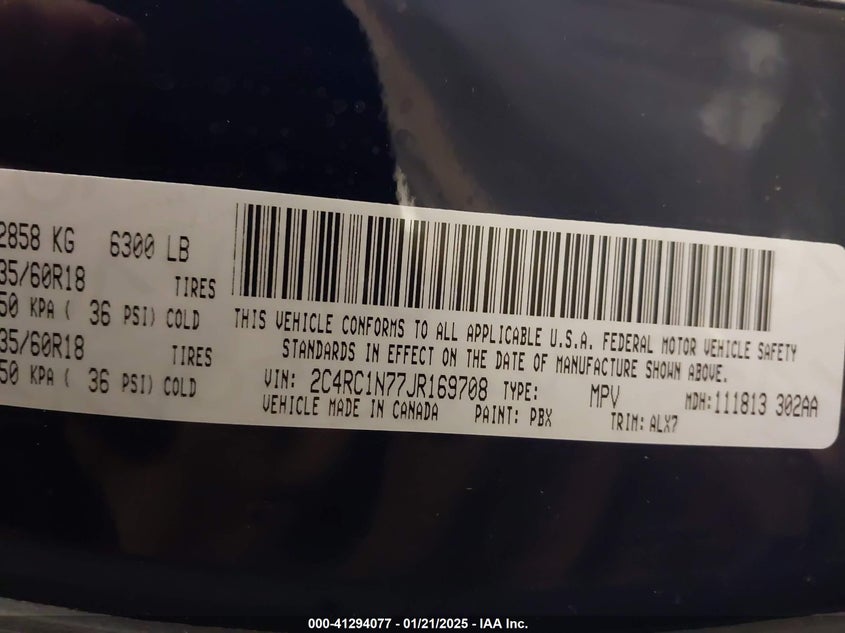 2858 KG 6300 LB
35/60R18 TIRES
50 KPA ( 36 PSI) COLD
35/60R18 TIRES
50 KPA ( 36 PSI) COLD
THIS VEHICLE CONFORMS TO ALL APPLICABLE U.S.A. FEDERAL MOTOR VEHICLE SAFETY
STANDARDS IN EFFECT ON THE DATE OF MANUFACTURE SHOWN ABOVE.
VIN: 2C4RC1N77JR169708 TYPE: MPV MDH:111813 302AA
VEHICLE MADE IN CANADA PAINT: PBX TRIM: ALX7
000-41294077 - 01/21/2025 - IAA Inc.